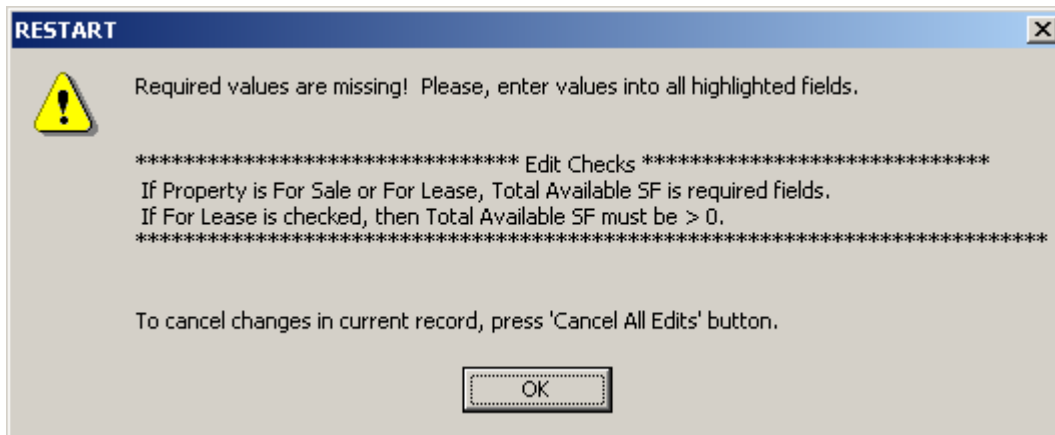 RESTART
Required values are missing! Please, enter values into all highlighted fields.
******************************** Edit Checks *****************************
If Property is For Sale or For Lease, Total Available SF is required fields.
If For Lease is checked, then Total Available SF must be > 0.
****************************************************************************
To cancel changes in current record, press 'Cancel All Edits' button.
OK